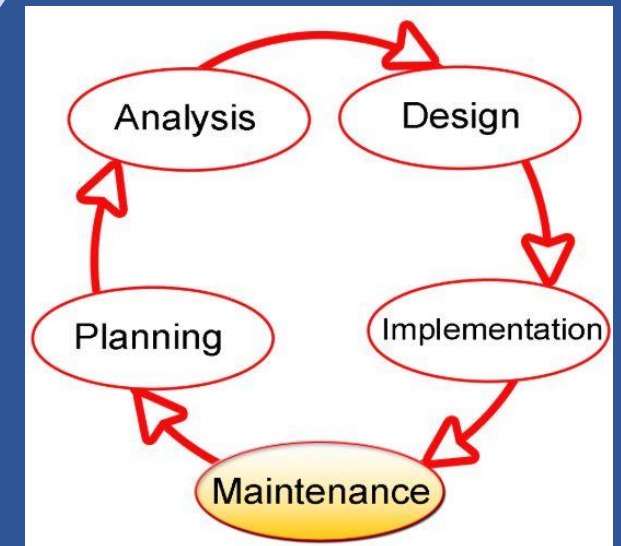 Analysis
Design
Planning
Implementation
Maintenance